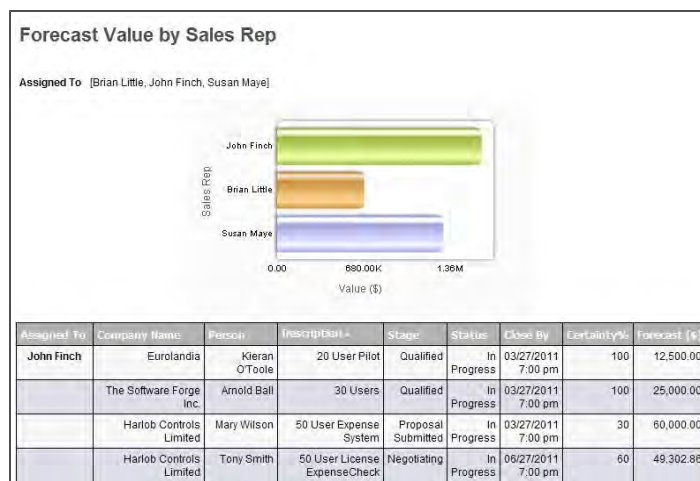 Forecast Value by Sales Rep
Assigned To [Brian Little, John Finch, Susan Maye]
John Finch
Brian Little
Susan Maye
Sales Rep
0.00 680.00K 1.36M
Value ($)
Assigned To Company Name Person Description Stage Status Close By Certainty% Forecast ($)
John Finch Eurolandia Kieran 20 User Pilot Qualified In 03/27/2011 100 12,500.00
O'Toole Progress 7:00 pm
The Software Forge Arnold Ball 30 Users Qualified In 03/27/2011 100 25,000.00
Inc. Progress 7:00 pm
Harlob Controls Mary Wilson 50 User Expense Proposal In 03/27/2011 30 60,000.00
Limited System Submitted Progress 7:00 pm
Harlob Controls Tony Smith 50 User License Negotiating In 06/27/2011 60 49,302.86
Limited ExpenseCheck Progress 7:00 pm